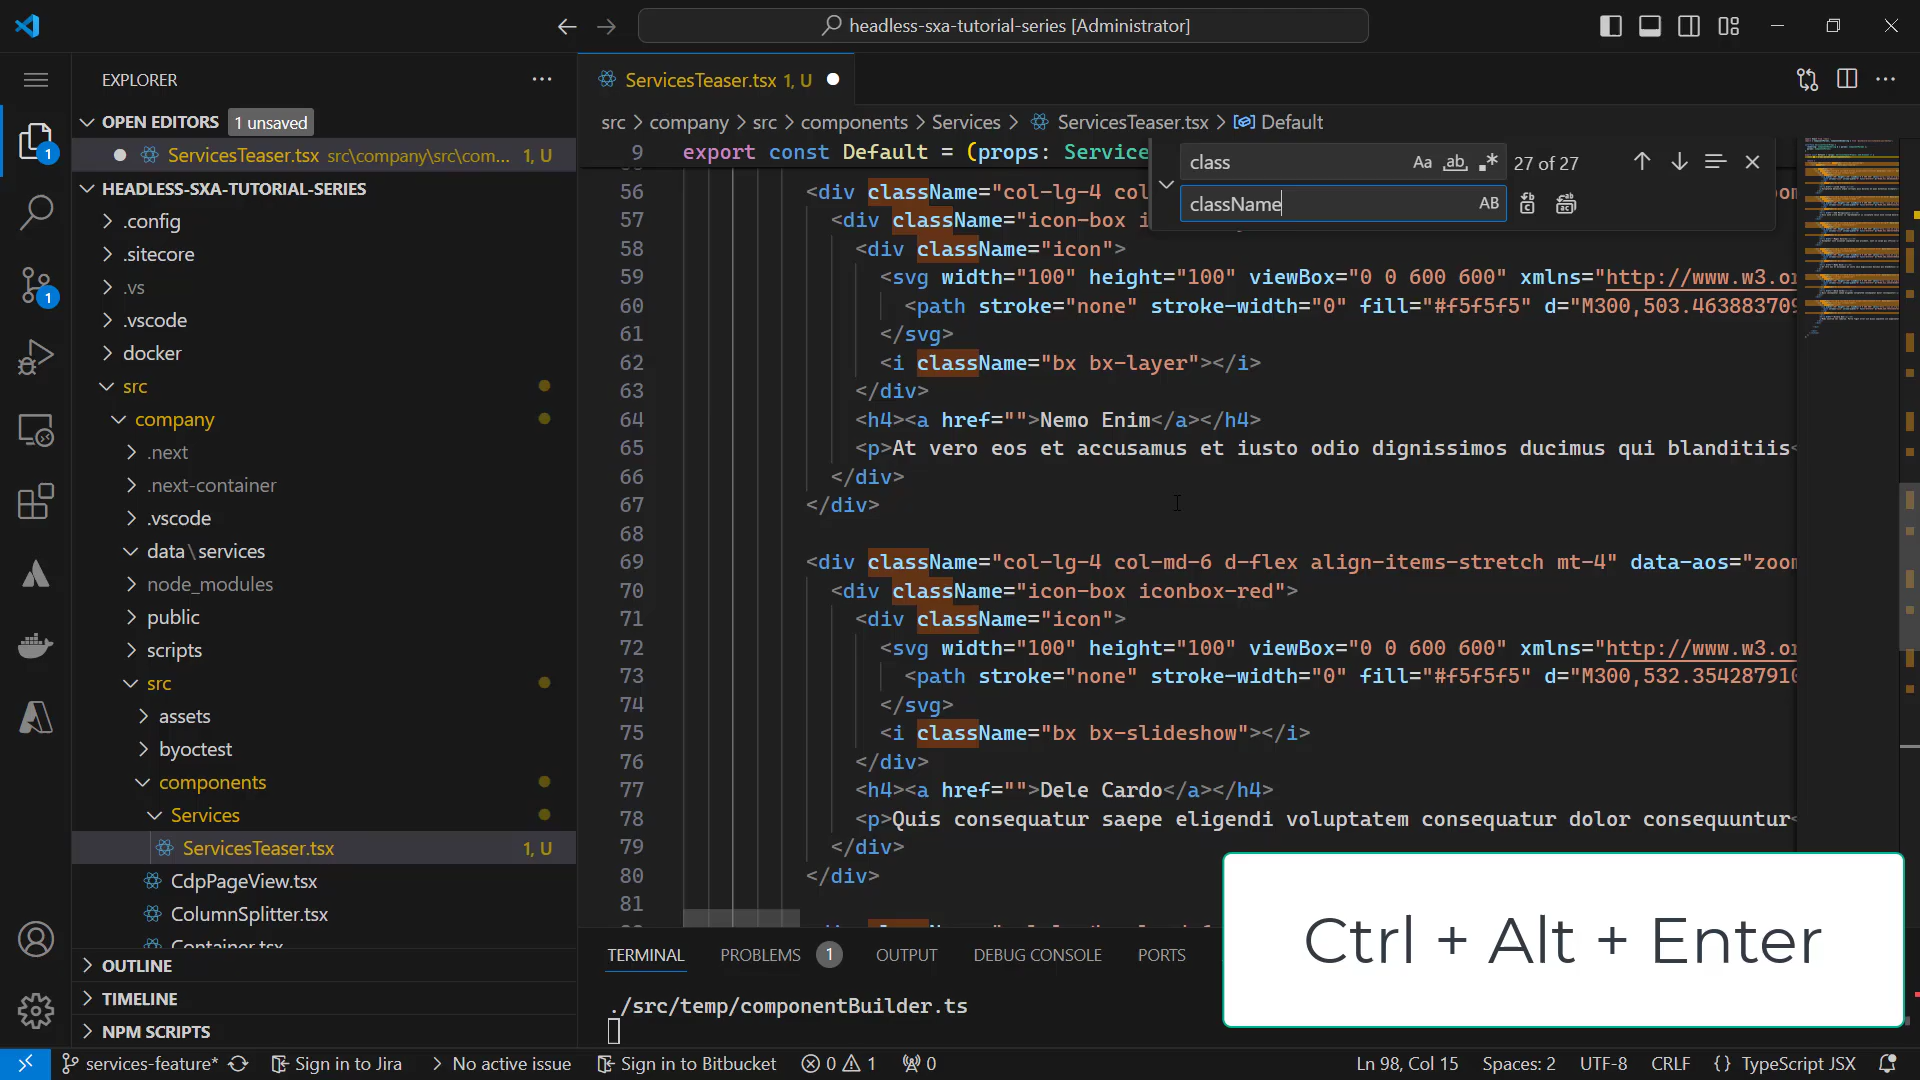 headless-sxa-tutorial-series [Administrator]
EXPLORER
OPEN EDITORS
1 unsaved
ServicesTeaser.tsx src\company\src\com... 1, U
HEADLESS-SXA-TUTORIAL-SERIES
.config
.sitecore
.vs
.vscode
docker
src
company
.next
.next-container
.vscode
data\services
node_modules
public
scripts
src
assets
byoctest
components
Services
ServicesTeaser.tsx 1, U
CdpPageView.tsx
ColumnSplitter.tsx
Container.tsx
OUTLINE
TIMELINE
NPM SCRIPTS
1
1
ServicesTeaser.tsx 1, U
src > company > src > components > Services > ServicesTeaser.tsx > Default
class
Aa ab .*
27 of 27
className
AB
9 export const Default = (props: Service
56 <div className="col-lg-4 col
57 <div className="icon-box i
58 <div className="icon">
59 <svg width="100" height="100" viewBox="0 0 600 600" xmlns="http://www.w3.or
60 <path stroke="none" stroke-width="0" fill="#f5f5f5" d="M300,503.46388370
61 </svg>
62 <i className="bx bx-layer"></i>
63 </div>
64 <h4><a href="">Nemo Enim</a></h4>
65 <p>At vero eos et accusamus et iusto odio dignissimos ducimus qui blanditiis<
66 </div>
67 </div>
68
69 <div className="col-lg-4 col-md-6 d-flex align-items-stretch mt-4" data-aos="zoom
70 <div className="icon-box iconbox-red">
71 <div className="icon">
72 <svg width="100" height="100" viewBox="0 0 600 600" xmlns="http://www.w3.or
73 <path stroke="none" stroke-width="0" fill="#f5f5f5" d="M300,532.354287910
74 </svg>
75 <i className="bx bx-slideshow"></i>
76 </div>
77 <h4><a href="">Dele Cardo</a></h4>
78 <p>Quis consequatur saepe eligendi voluptatem consequatur dolor consequuntur<
79 </div>
80 </div>
81
TERMINAL PROBLEMS 1 OUTPUT DEBUG CONSOLE PORTS
./src/temp/componentBuilder.ts
Ctrl + Alt + Enter
services-feature* Sign in to Jira > No active issue Sign in to Bitbucket 0 1 0 Ln 98, Col 15 Spaces: 2 UTF-8 CRLF {} TypeScript JSX